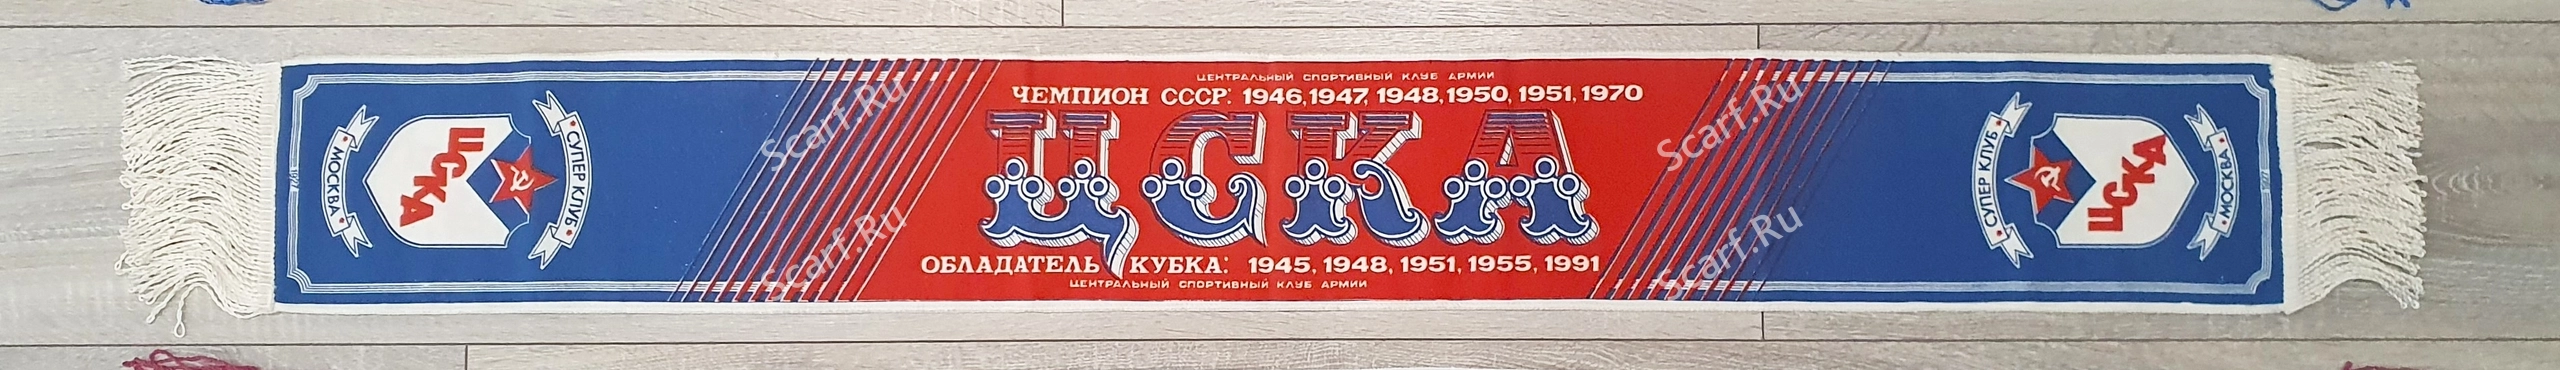 ЦЕНТРАЛЬНЫЙ СПОРТИВНЫЙ КЛУБ АРМИИ
ЧЕМПИОН СССР: 1946, 1947, 1948, 1950, 1951, 1970
ЦСКА
ОБЛАДАТЕЛЬ КУБКА: 1945, 1948, 1951, 1955, 1991
ЦЕНТРАЛЬНЫЙ СПОРТИВНЫЙ КЛУБ АРМИИ
МОСКВА
ЦСКА
СУПЕР КЛУБ
СУПЕР КЛУБ
ЦСКА
МОСКВА
Scarf.Ru
Scarf.Ru
Scarf.Ru
Scarf.Ru